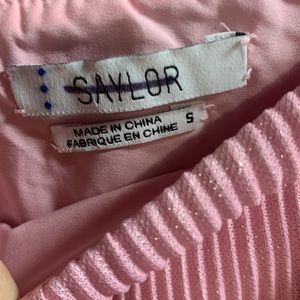 SAYLOR
S
MADE IN CHINA
FABRIQUE EN CHINE